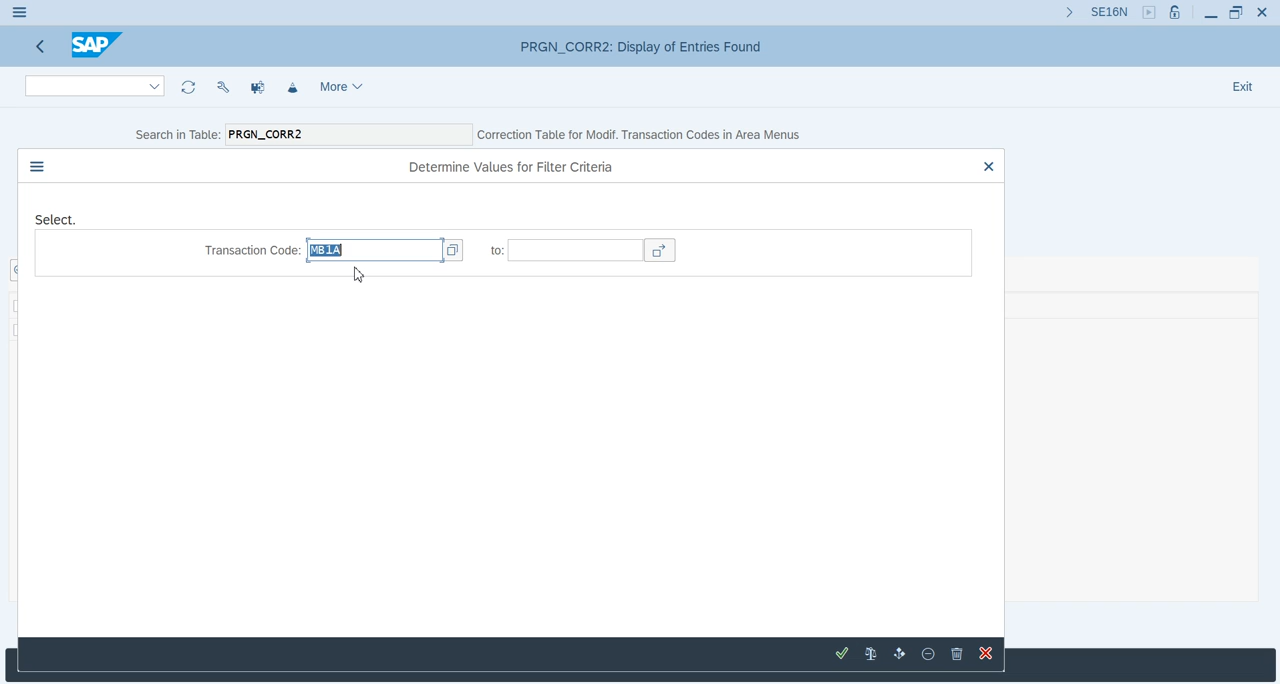 SE16N
SAP
PRGN_CORR2: Display of Entries Found
More
Exit
Search in Table: PRGN_CORR2 Correction Table for Modif. Transaction Codes in Area Menus
Determine Values for Filter Criteria
Select.
Transaction Code: MB1A to: